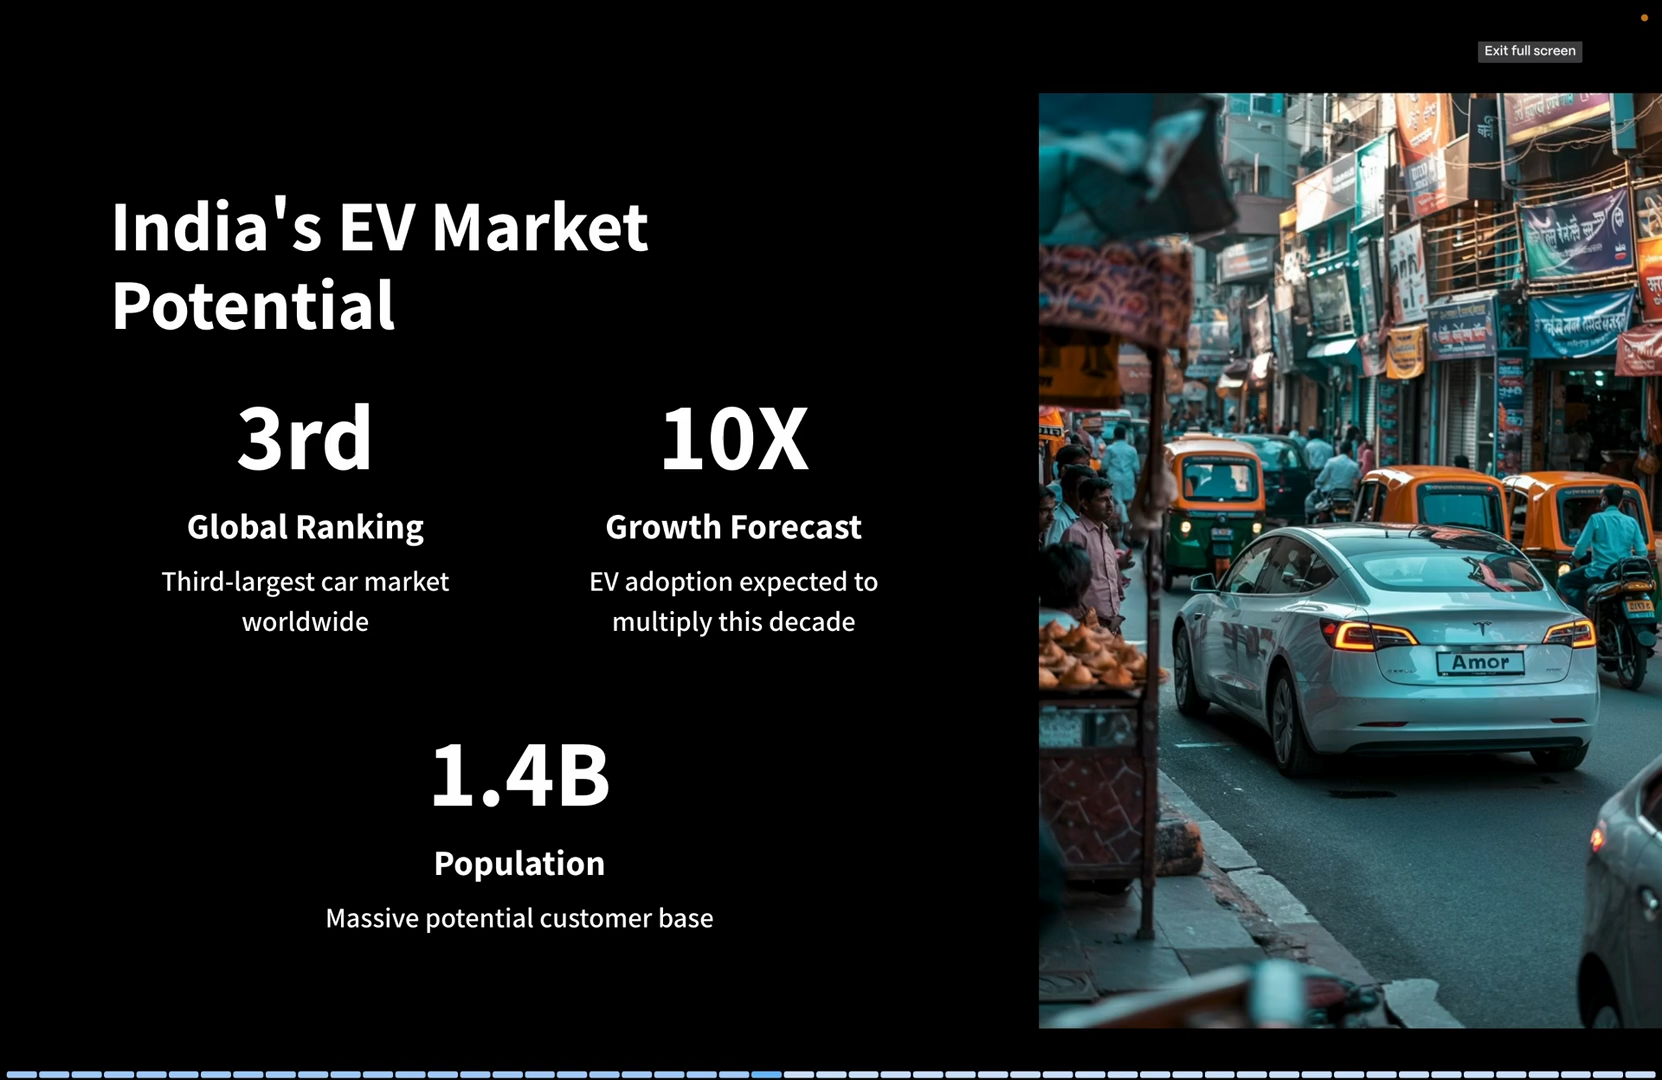 Exit full screen
India's EV Market
Potential
3rd
Global Ranking
Third-largest car market
worldwide
10X
Growth Forecast
EV adoption expected to
multiply this decade
1.4B
Population
Massive potential customer base
Amor